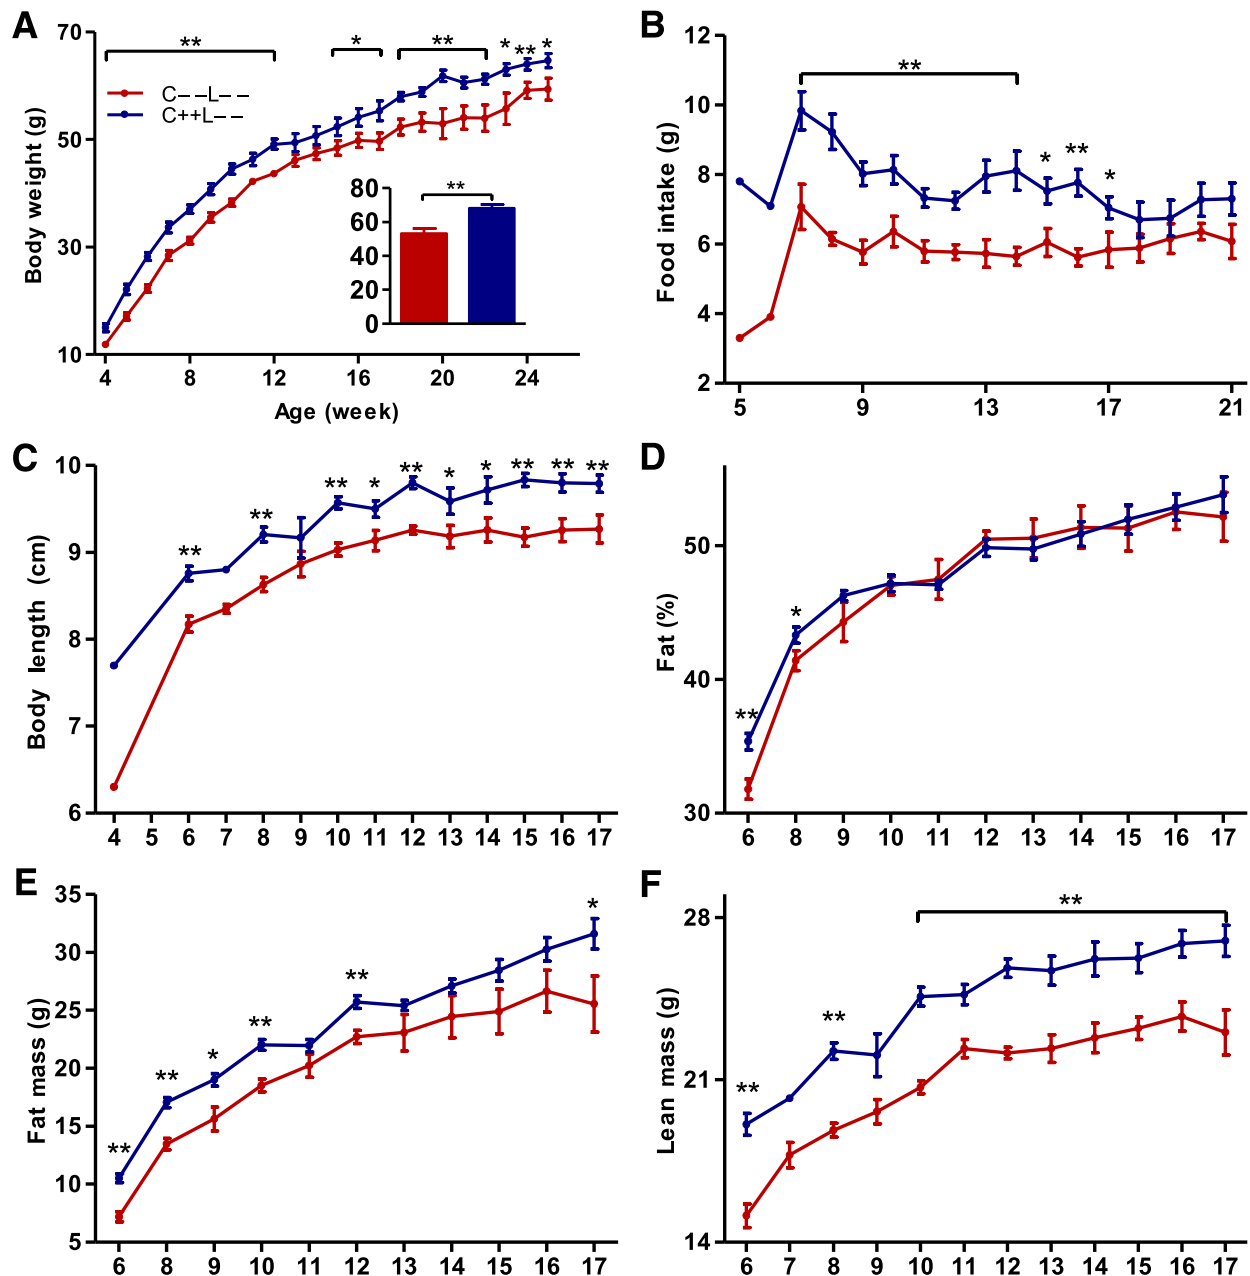 A
B
70
50
30
10
Body weight (g)
**
*
**
* ** *
C−−L−−
C++L−−
80
60
40
20
0
**
4 8 12 16 20 24
Age (week)
12
10
8
6
4
2
Food intake (g)
**
* ** *
5 9 13 17 21
C
D
10
9
8
7
6
Body length (cm)
** ** ** * ** * * ** ** **
4 5 6 7 8 9 10 11 12 13 14 15 16 17
50
40
30
Fat (%)
** *
6 8 9 10 11 12 13 14 15 16 17
E
F
35
30
25
20
15
10
5
Fat mass (g)
** ** * ** ** *
6 8 9 10 11 12 13 14 15 16 17
28
21
14
Lean mass (g)
** ** **
6 7 8 9 10 11 12 13 14 15 16 17